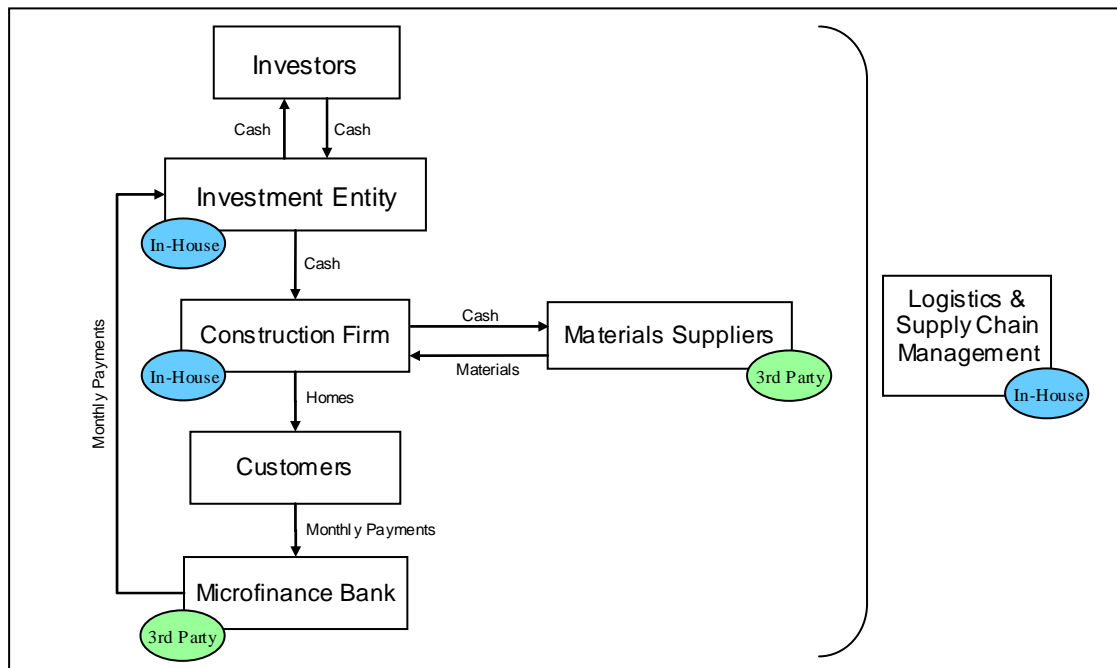 Investors
Cash
Cash
Investment Entity
In-House
Cash
Construction Firm
In-House
Cash
Materials
Materials Suppliers
3rd Party
Logistics &
Supply Chain
Management
In-House
Homes
Customers
Monthly Payments
Monthly Payments
Microfinance Bank
3rd Party